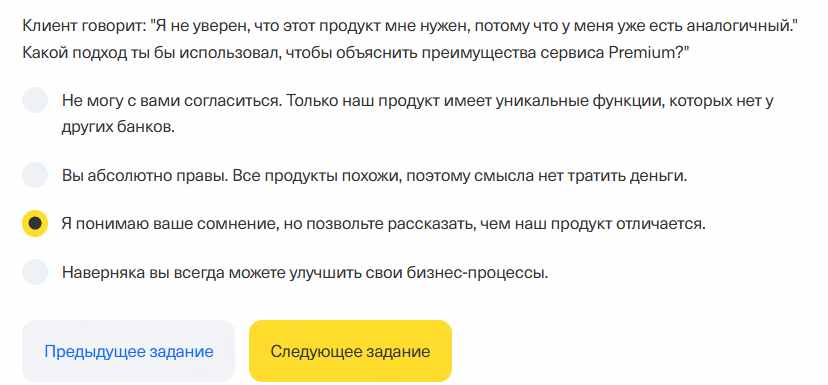 Клиент говорит: "Я не уверен, что этот продукт мне нужен, потому что у меня уже есть аналогичный."
Какой подход ты бы использовал, чтобы объяснить преимущества сервиса Premium?"
Не могу с вами согласиться. Только наш продукт имеет уникальные функции, которых нет у
других банков.
Вы абсолютно правы. Все продукты похожи, поэтому смысла нет тратить деньги.
Я понимаю ваше сомнение, но позвольте рассказать, чем наш продукт отличается.
Наверняка вы всегда можете улучшить свои бизнес-процессы.
Предыдущее задание
Следующее задание